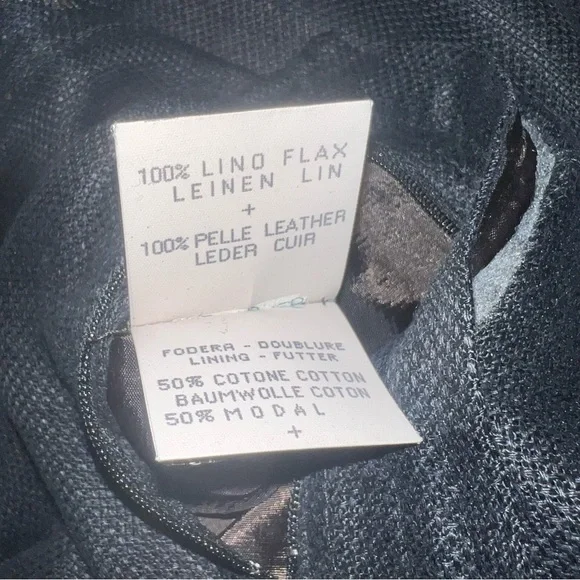 100% LINO FLAX
LEINEN LIN
+
100% PELLE LEATHER
LEDER CUIR
FODERA - DOUBLURE
LINING - FUTTER
50% COTONE COTTON
BAUMWOLLE COTON
50% MODAL
+